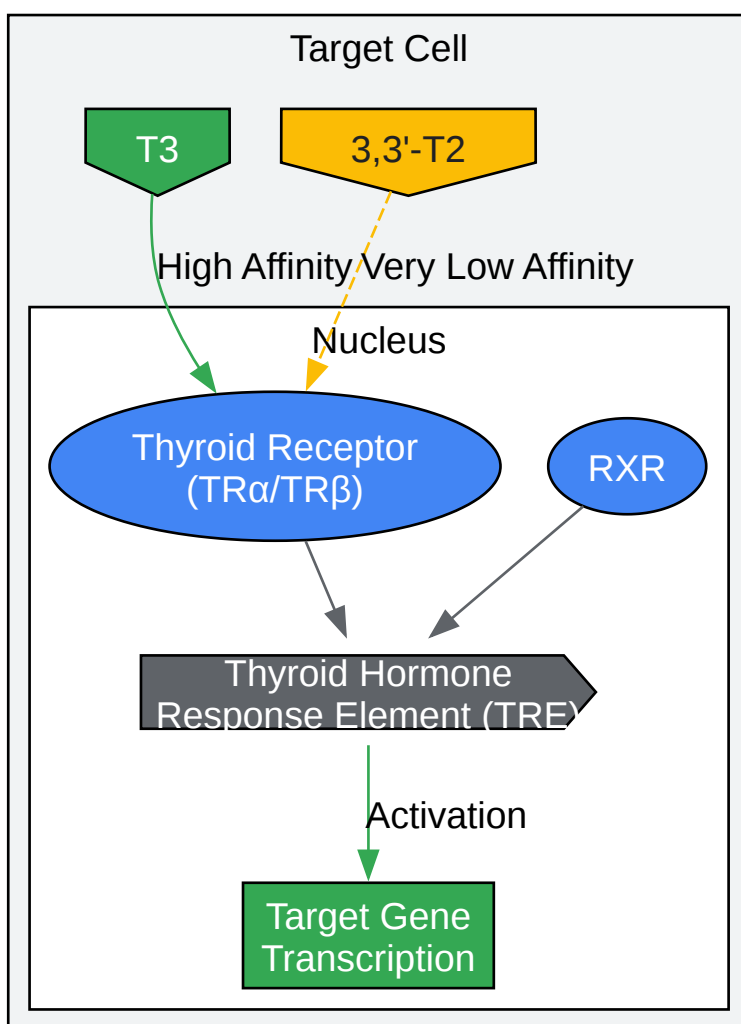 Target Cell
T3
3,3'-T2
High Affinity
Very Low Affinity
Nucleus
Thyroid Receptor
(TRα/TRβ)
RXR
Thyroid Hormone
Response Element (TRE)
Activation
Target Gene
Transcription